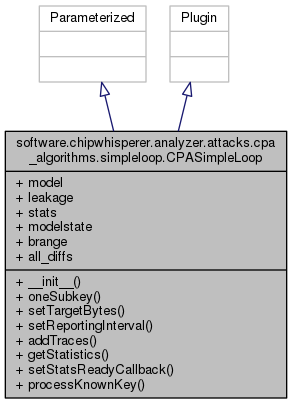 Parameterized
Plugin
software.chipwhisperer.analyzer.attacks.cpa
_algorithms.simpleloop.CPASimpleLoop
+ model
+ leakage
+ stats
+ modelstate
+ brange
+ all_diffs
+ __init__()
+ oneSubkey()
+ setTargetBytes()
+ setReportingInterval()
+ addTraces()
+ getStatistics()
+ setStatsReadyCallback()
+ processKnownKey()